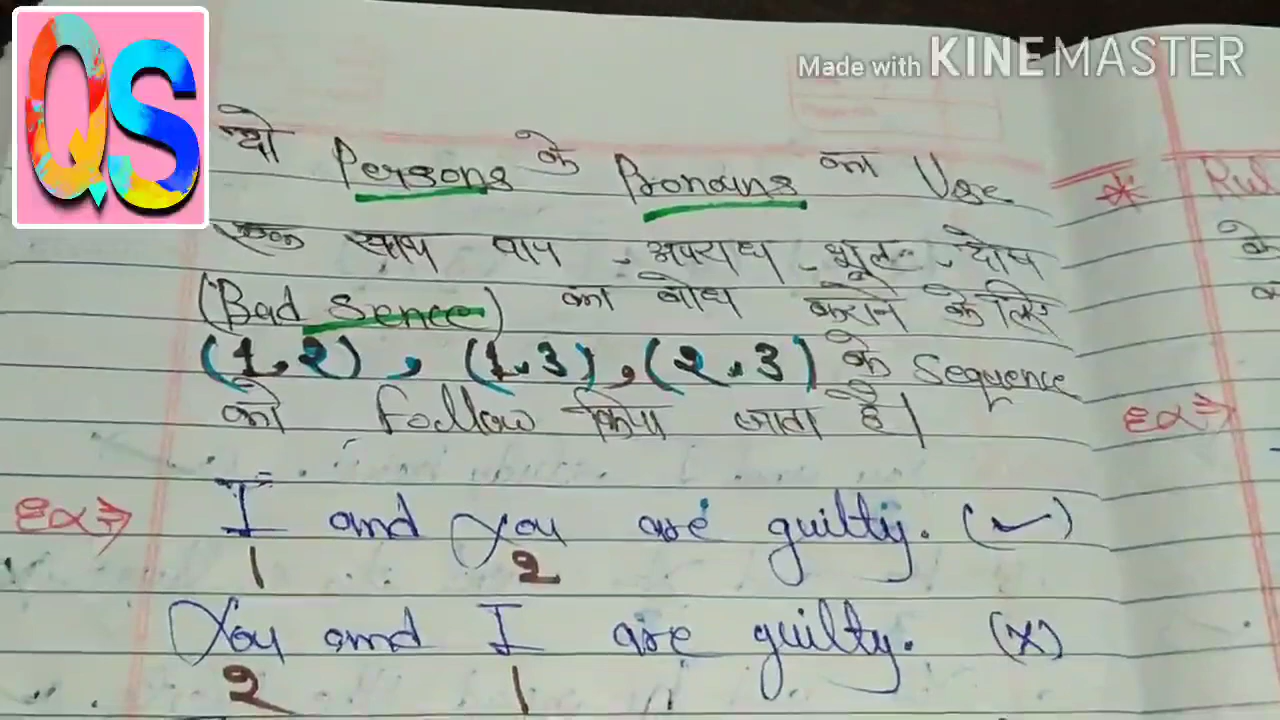 QS
Made with KINEMASTER
दो Persons के Pronouns का Use
एक साथ पाप - अपराध - भूल - दोष
(Bad Sence) का बोध कराने के लिए
(1,2), (1,3), (2,3) के Sequence
को Follow किया जाता है।
Ex⇒ I and You are guilty. (✓)
1 2
You and I are guilty. (x)
2 1
* Rul
के
Ex⇒